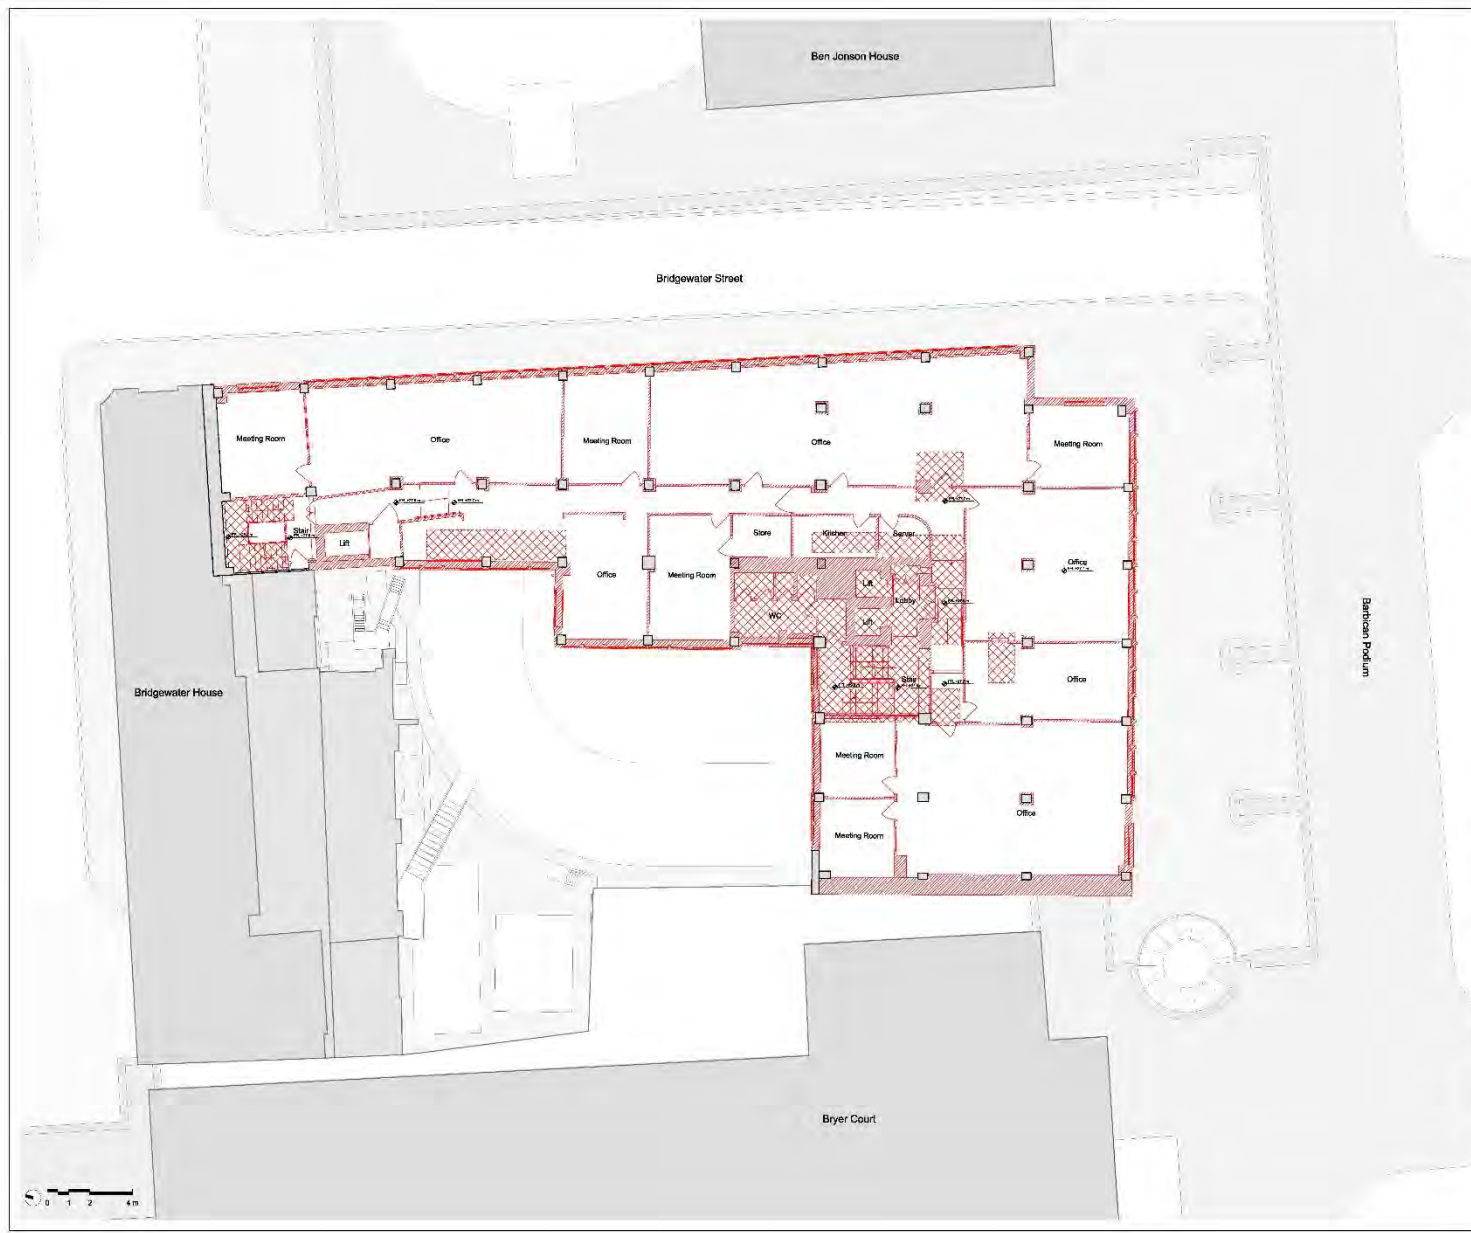 Ben Jonson House
Bridgewater Street
Meeting Room
Office
Meeting Room
Office
Meeting Room
Stair
Lift
Office
Meeting Room
Store
Kitchen
Server
Office
Lift
Lobby
WC
Lift
Stair
Office
Barbican Podium
Bridgewater House
Meeting Room
Office
Meeting Room
Bryer Court
0 1 2 4m